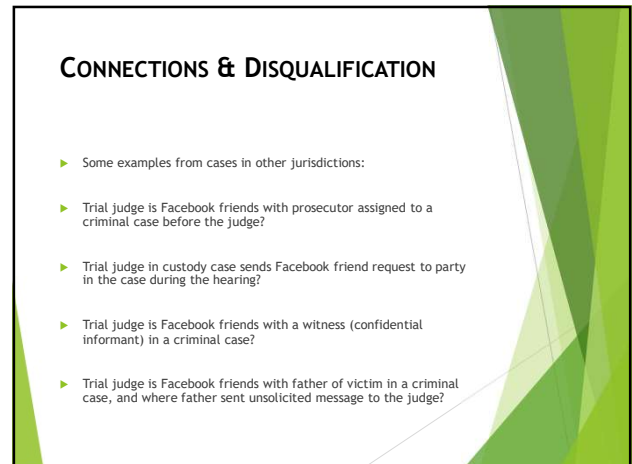 CONNECTIONS & DISQUALIFICATION
Some examples from cases in other jurisdictions:
Trial judge is Facebook friends with prosecutor assigned to a
criminal case before the judge?
Trial judge in custody case sends Facebook friend request to party
in the case during the hearing?
Trial judge is Facebook friends with a witness (confidential
informant) in a criminal case?
Trial judge is Facebook friends with father of victim in a criminal
case, and where father sent unsolicited message to the judge?